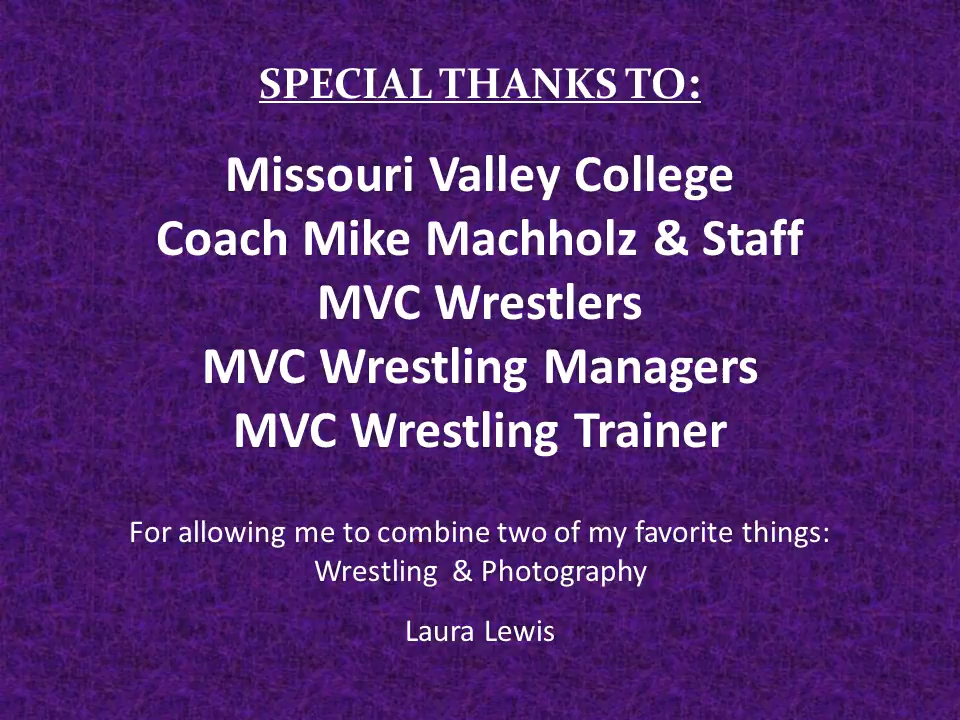 SPECIAL THANKS TO:
Missouri Valley College
Coach Mike Machholz & Staff
MVC Wrestlers
MVC Wrestling Managers
MVC Wrestling Trainer
For allowing me to combine two of my favorite things:
Wrestling & Photography
Laura Lewis